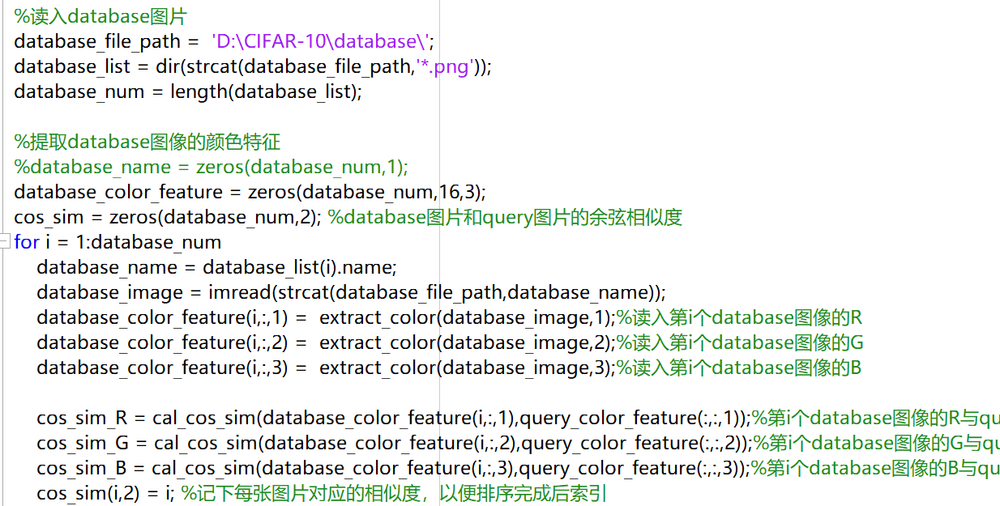 %读入database图片
database_file_path =  'D:\CIFAR-10\database\';
database_list = dir(strcat(database_file_path,'*.png'));
database_num = length(database_list);
%提取database图像的颜色特征
%database_name = zeros(database_num,1);
database_color_feature = zeros(database_num,16,3);
cos_sim = zeros(database_num,2); %database图片和query图片的余弦相似度
for i = 1:database_num
    database_name = database_list(i).name;
    database_image = imread(strcat(database_file_path,database_name));
    database_color_feature(i,:,1) =  extract_color(database_image,1);%读入第i个database图像的R
    database_color_feature(i,:,2) =  extract_color(database_image,2);%读入第i个database图像的G
    database_color_feature(i,:,3) =  extract_color(database_image,3);%读入第i个database图像的B
    cos_sim_R = cal_cos_sim(database_color_feature(i,:,1),query_color_feature(:,:,1));%第i个database图像的R与qu
    cos_sim_G = cal_cos_sim(database_color_feature(i,:,2),query_color_feature(:,:,2));%第i个database图像的G与qu
    cos_sim_B = cal_cos_sim(database_color_feature(i,:,3),query_color_feature(:,:,3));%第i个database图像的B与qu
    cos_sim(i,2) = i; %记下每张图片对应的相似度，以便排序完成后索引